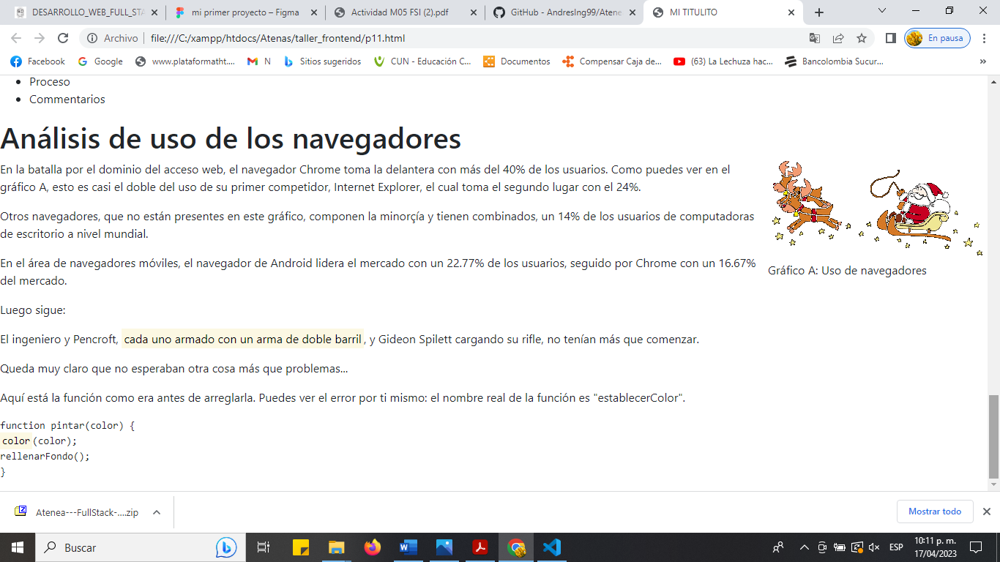 DESARROLLO_WEB_FULL_STA
mi primer proyecto – Figma
Actividad M05 FSI (2).pdf
GitHub - AndresIng99/Atene
MI TITULITO
Archivo
file:///C:/xampp/htdocs/Atenas/taller_frontend/p11.html
En pausa
Facebook
Google
www.plataformatht....
N
Sitios sugeridos
CUN - Educación C...
Documentos
Compensar Caja de...
(63) La Lechuza hac...
Bancolombia Sucur...
»
Proceso
Commentarios
Análisis de uso de los navegadores
En la batalla por el dominio del acceso web, el navegador Chrome toma la delantera con más del 40% de los usuarios. Como puedes ver en el
gráfico A, esto es casi el doble del uso de su primer competidor, Internet Explorer, el cual toma el segundo lugar con el 24%.
Otros navegadores, que no están presentes en este gráfico, componen la minorçía y tienen combinados, un 14% de los usuarios de computadoras
de escritorio a nivel mundial.
En el área de navegadores móviles, el navegador de Android lidera el mercado con un 22.77% de los usuarios, seguido por Chrome con un 16.67%
del mercado.
Gráfico A: Uso de navegadores
Luego sigue:
El ingeniero y Pencroft, cada uno armado con un arma de doble barril, y Gideon Spilett cargando su rifle, no tenían más que comenzar.
Queda muy claro que no esperaban otra cosa más que problemas...
Aquí está la función como era antes de arreglarla. Puedes ver el error por ti mismo: el nombre real de la función es "establecerColor".
function pintar(color) {
color(color);
rellenarFondo();
}
Atenea---FullStack-....zip
Mostrar todo
Buscar
ESP
10:11 p. m.
17/04/2023